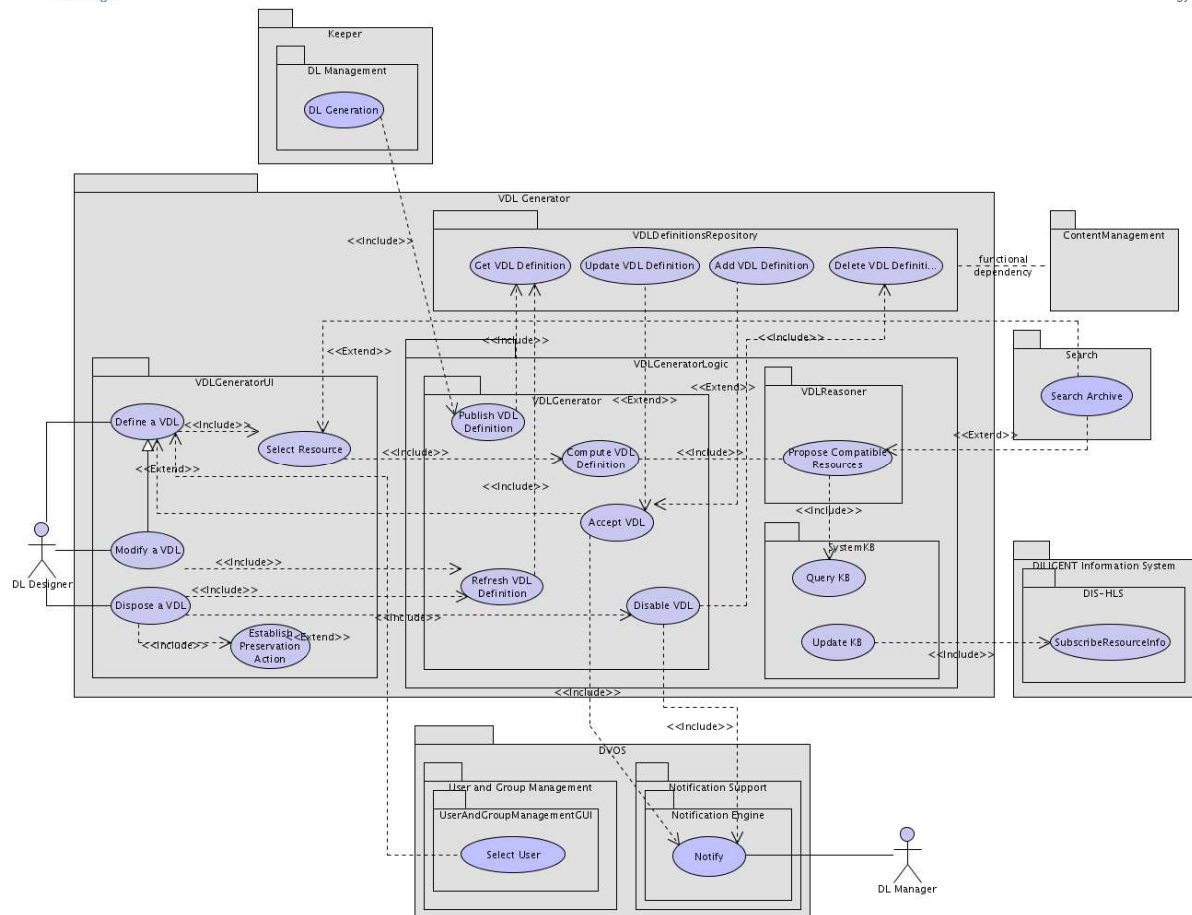 Keeper
DL Management
DL Generation
VDL Generator
VDLDefinitionsRepository
<<Include>>
Get VDL Definition
Update VDL Definition
Add VDL Definition
Delete VDL Definiti...
functional
dependency
ContentManagement
<<Include>>
<<Include>>
<<Extend>>
VDLGeneratorLogic
Search
VDLGeneratorUI
<<Extend>>
VDLReasoner
Search Archive
VDLGenerator
<<Extend>>
Define a VDL
<<Include>>
Publish VDL
Definition
<<Extend>>
Select Resource
<<Include>>
Compute VDL
Definition
<<Include>>
Propose Compatible
Resources
<<Extend>>
<<Include>>
<<Include>>
Accept VDL
SystemKB
Modify a VDL
<<Include>>
DL Designer
Refresh VDL
Definition
Query KB
DILIGENT Information System
DIS-HLS
Dispose a VDL
<<Include>>
<<Include>>
Disable VDL
Establish
Preservation
Action
<<Include>>
<<Extend>>
Update KB
<<Include>>
SubscribeResourceInfo
<<Include>>
<<Include>>
DVOS
User and Group Management
UserAndGroupManagementGUI
Select User
Notification Support
Notification Engine
Notify
DL Manager